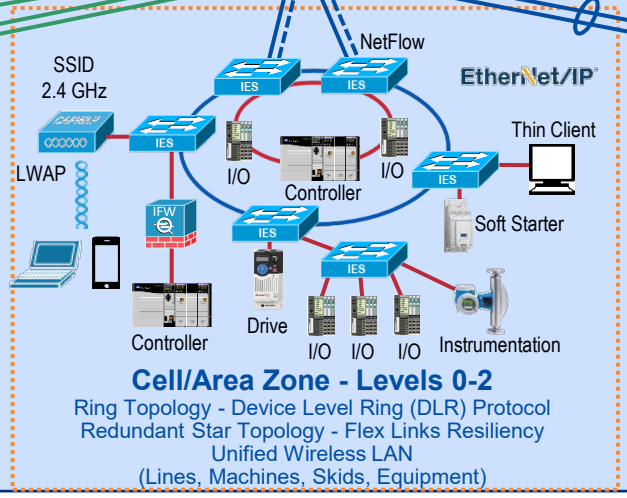 NetFlow
SSID
2.4 GHz
IES
IES
EtherNet/IP
IES
Thin Client
LWAP
I/O
Controller
I/O
IES
IFW
IES
Soft Starter
IES
Controller
Drive
I/O
I/O
I/O
Instrumentation
Cell/Area Zone - Levels 0-2
Ring Topology - Device Level Ring (DLR) Protocol
Redundant Star Topology - Flex Links Resiliency
Unified Wireless LAN
(Lines, Machines, Skids, Equipment)